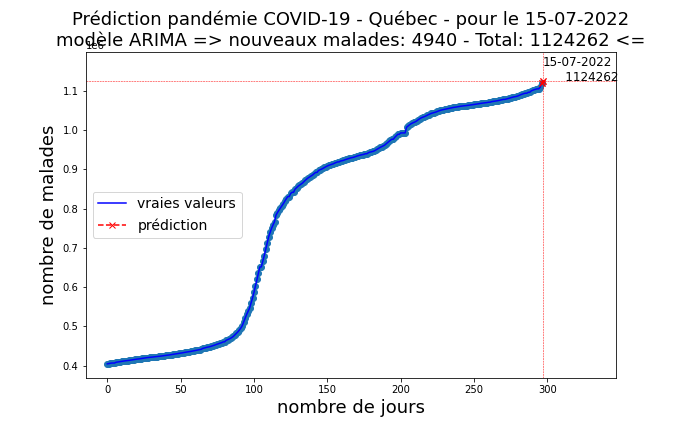 Prédiction pandémie COVID-19 - Québec - pour le 15-07-2022
modèle ARIMA => nouveaux malades: 4940 - Total: 1124262 <=
1e6
15-07-2022
1124262
1.1
1.0
0.9
0.8
0.7
0.6
0.5
0.4
nombre de malades
vraies valeurs
prédiction
0 50 100 150 200 250 300
nombre de jours